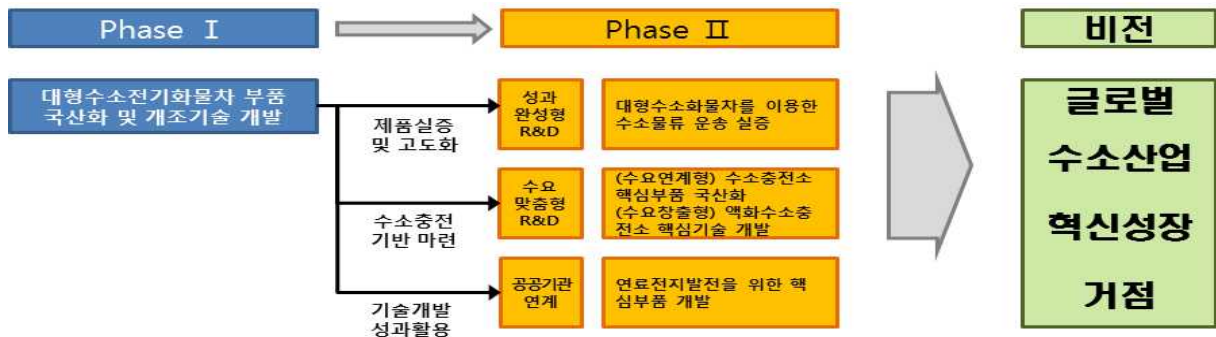 Phase Ⅰ
Phase Ⅱ
비전
대형수소전기화물차 부품
국산화 및 개조기술 개발
제품실증
및 고도화
성과
완성형
R&D
대형수소화물차를 이용한
수소물류 운송 실증
수소충전
기반 마련
수요
맞춤형
R&D
(수요연계형) 수소충전소
핵심부품 국산화
(수요창출형) 액화수소충
전소 핵심기술 개발
기술개발
성과활용
공공기관
연계
연료전지발전을 위한 핵
심부품 개발
글로벌
수소산업
혁신성장
거점